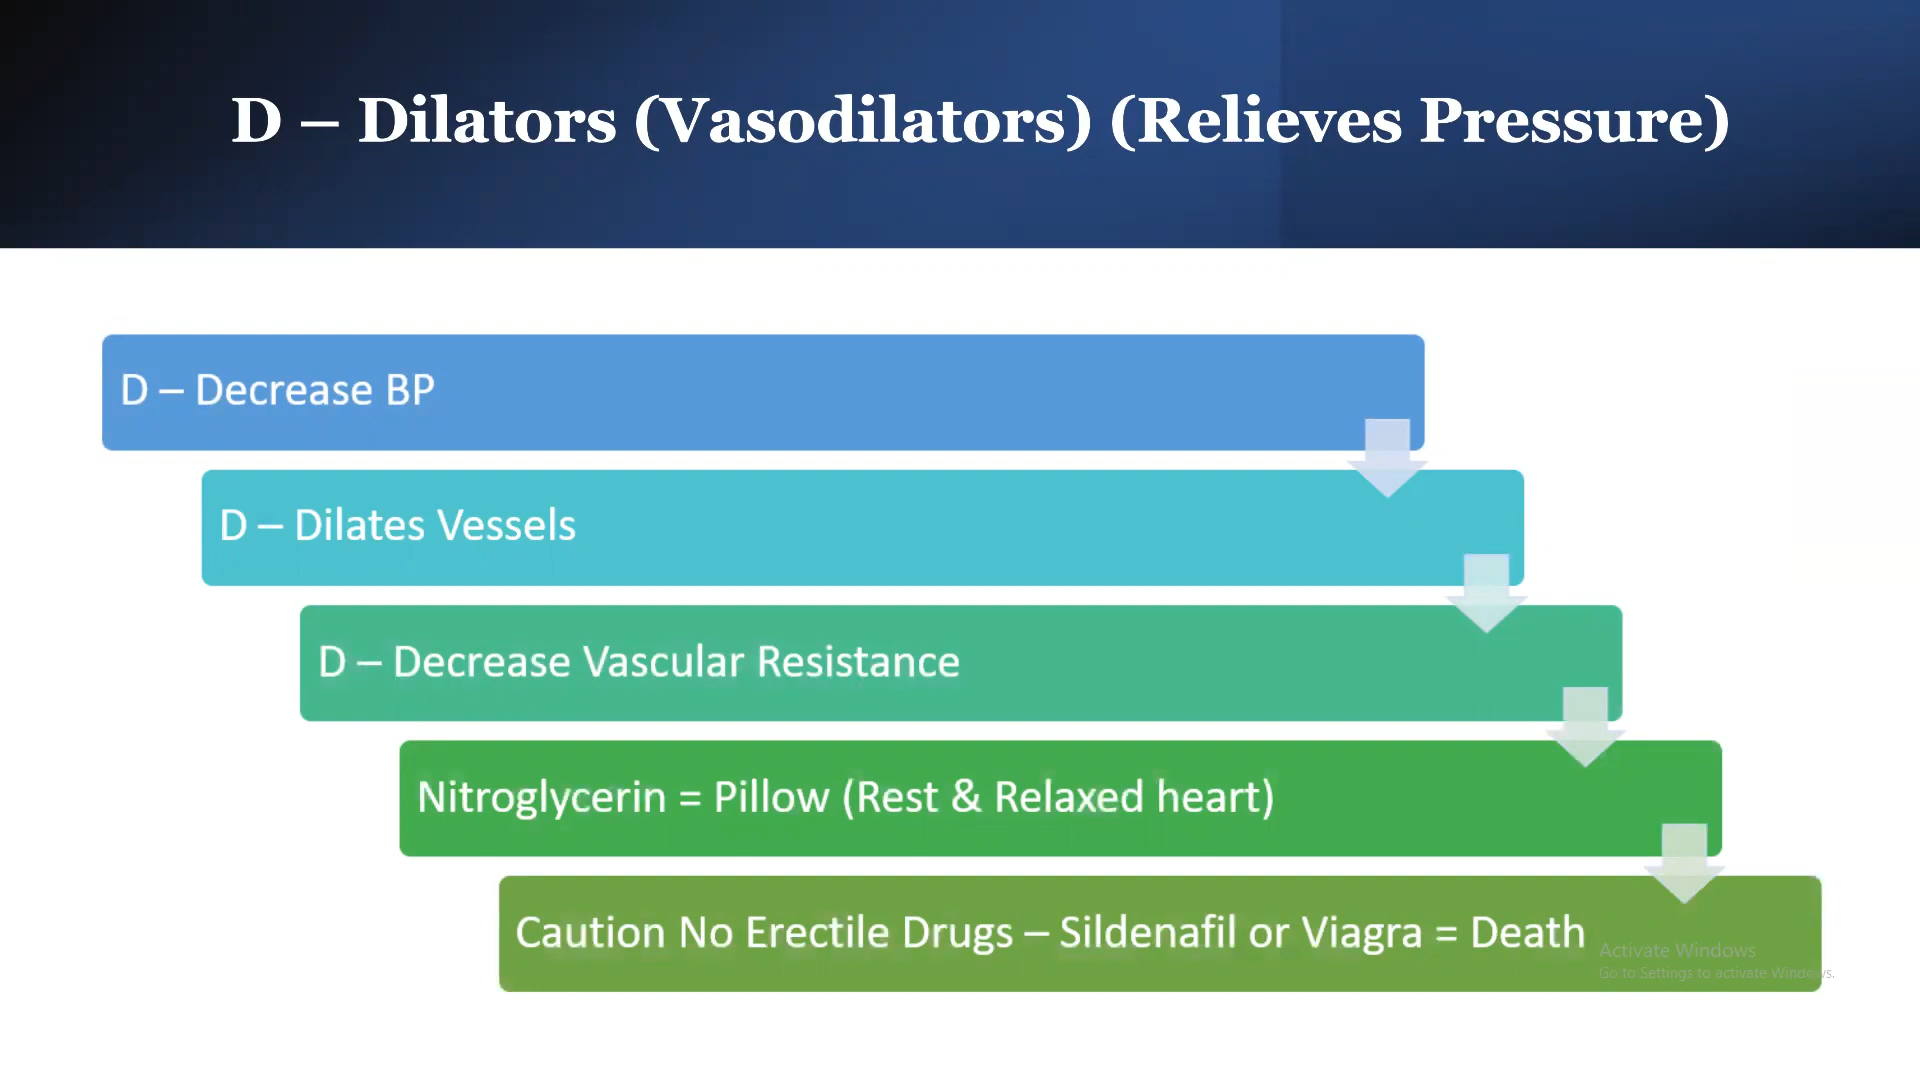 D – Dilators (Vasodilators) (Relieves Pressure)
D – Decrease BP
D – Dilates Vessels
D – Decrease Vascular Resistance
Nitroglycerin = Pillow (Rest & Relaxed heart)
Caution No Erectile Drugs – Sildenafil or Viagra = Death
Activate Windows
Go to Settings to activate Windows.